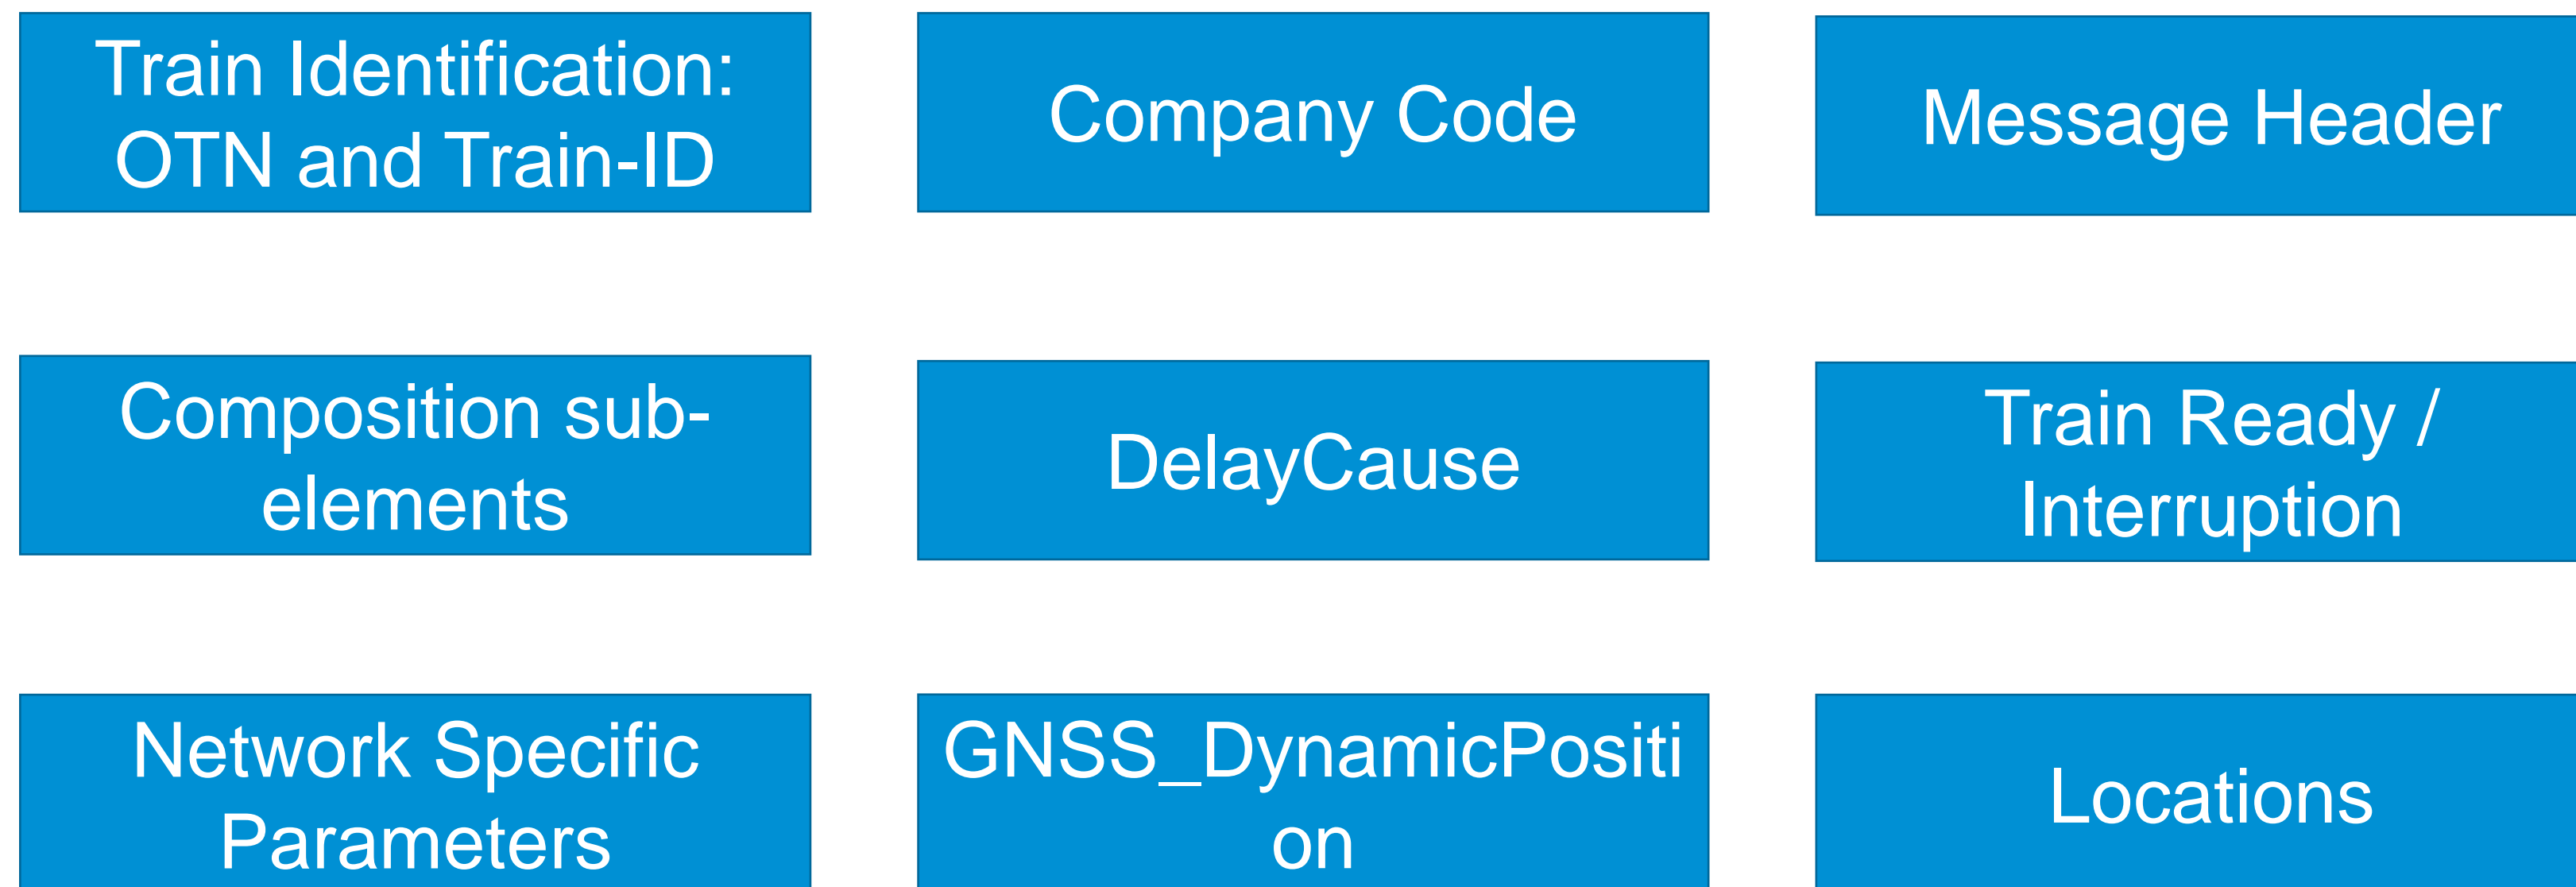 Train Identification:
OTN and Train-ID
Company Code
Message Header
Composition sub-
elements
DelayCause
Train Ready /
Interruption
Network Specific
Parameters
GNSS_DynamicPositi
on
Locations